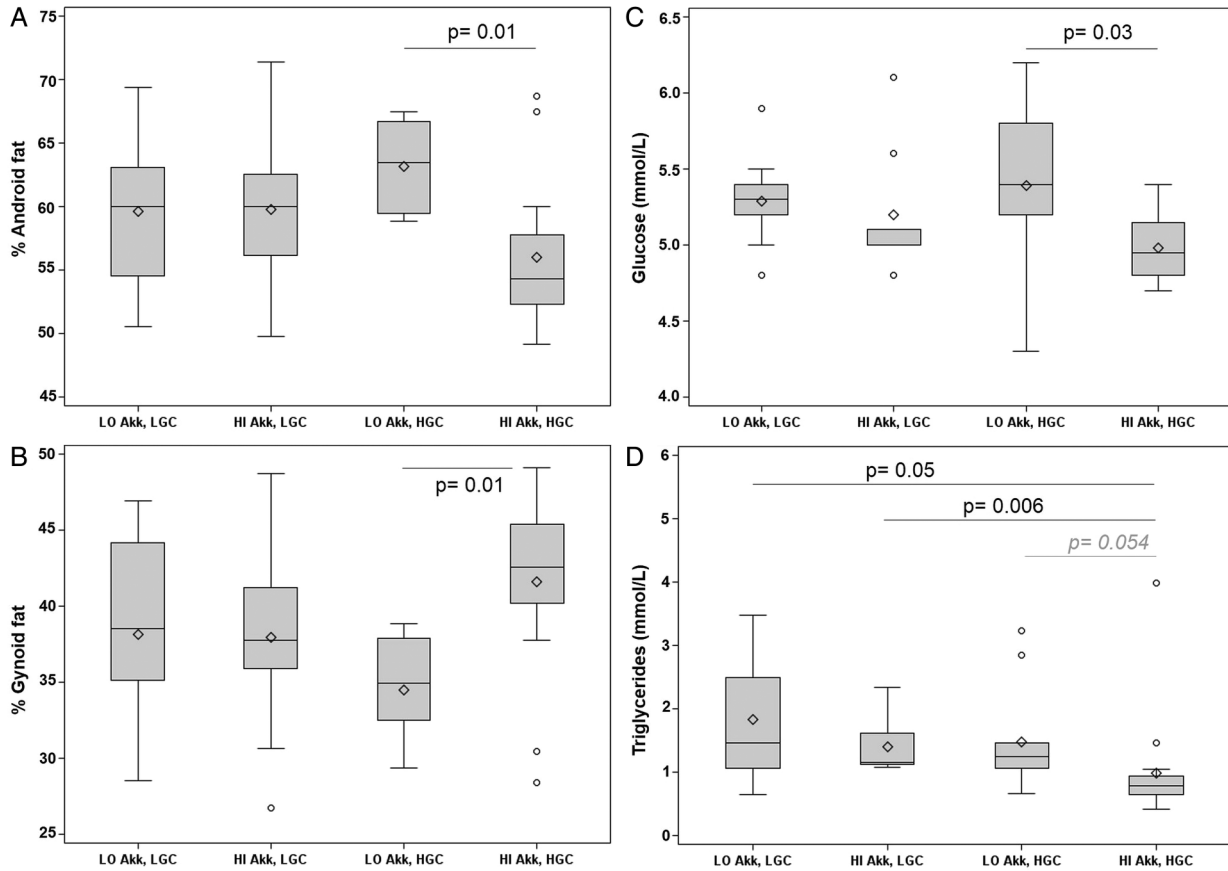 A
75
70
65
60
55
50
45
% Android fat
p= 0.01
LO Akk, LGC
HI Akk, LGC
LO Akk, HGC
HI Akk, HGC
B
50
45
40
35
30
25
% Gynoid fat
p= 0.01
LO Akk, LGC
HI Akk, LGC
LO Akk, HGC
HI Akk, HGC
C
6.5
6.0
5.5
5.0
4.5
4.0
Glucose (mmol/L)
p= 0.03
LO Akk, LGC
HI Akk, LGC
LO Akk, HGC
HI Akk, HGC
D
6
5
4
3
2
1
0
Triglycerides (mmol/L)
p= 0.05
p= 0.006
p= 0.054
LO Akk, LGC
HI Akk, LGC
LO Akk, HGC
HI Akk, HGC